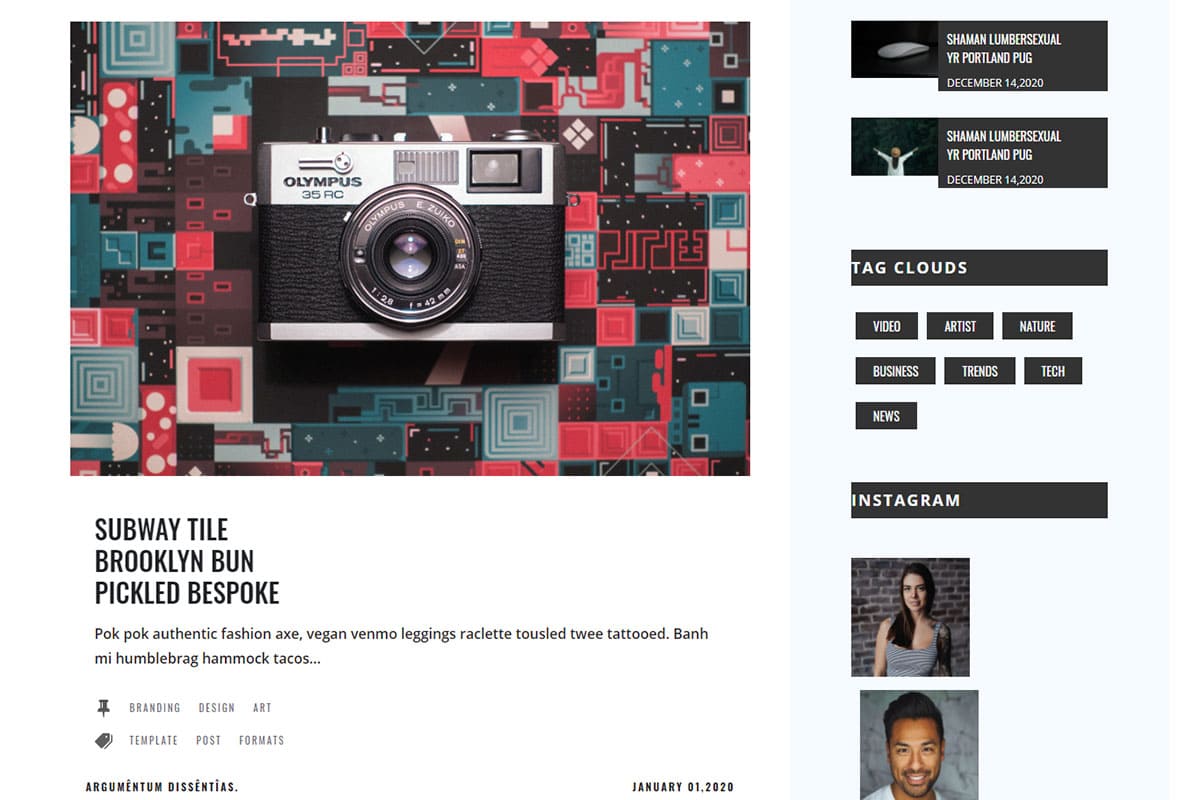 OLYMPUS
35 RC
OLYMPUS E.ZUIKO
1:2,8 f=42mm
ASA
SUBWAY TILE
BROOKLYN BUN
PICKLED BESPOKE
Pok pok authentic fashion axe, vegan venmo leggings raclette tousled twee tattooed. Banh
mi humblebrag hammock tacos...
BRANDING DESIGN ART
TEMPLATE POST FORMATS
ARGUMÊNTUM DISSÊNTÎAS.
JANUARY 01,2020
SHAMAN LUMBERSEXUAL
YR PORTLAND PUG
DECEMBER 14,2020
SHAMAN LUMBERSEXUAL
YR PORTLAND PUG
DECEMBER 14,2020
TAG CLOUDS
VIDEO ARTIST NATURE
BUSINESS TRENDS TECH
NEWS
INSTAGRAM